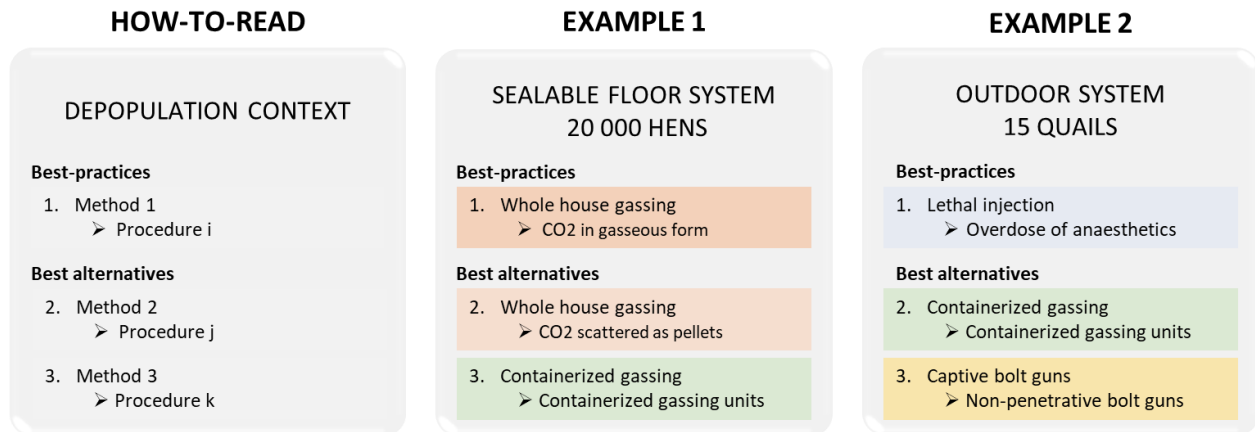 HOW-TO-READ
DEPOPULATION CONTEXT
Best-practices
1. Method 1
➢ Procedure i
Best alternatives
2. Method 2
➢ Procedure j
3. Method 3
➢ Procedure k
EXAMPLE 1
SEALABLE FLOOR SYSTEM
20 000 HENS
Best-practices
1. Whole house gassing
➢ CO2 in gasseous form
Best alternatives
2. Whole house gassing
➢ CO2 scattered as pellets
3. Containerized gassing
➢ Containerized gassing units
EXAMPLE 2
OUTDOOR SYSTEM
15 QUAILS
Best-practices
1. Lethal injection
➢ Overdose of anaesthetics
Best alternatives
2. Containerized gassing
➢ Containerized gassing units
3. Captive bolt guns
➢ Non-penetrative bolt guns